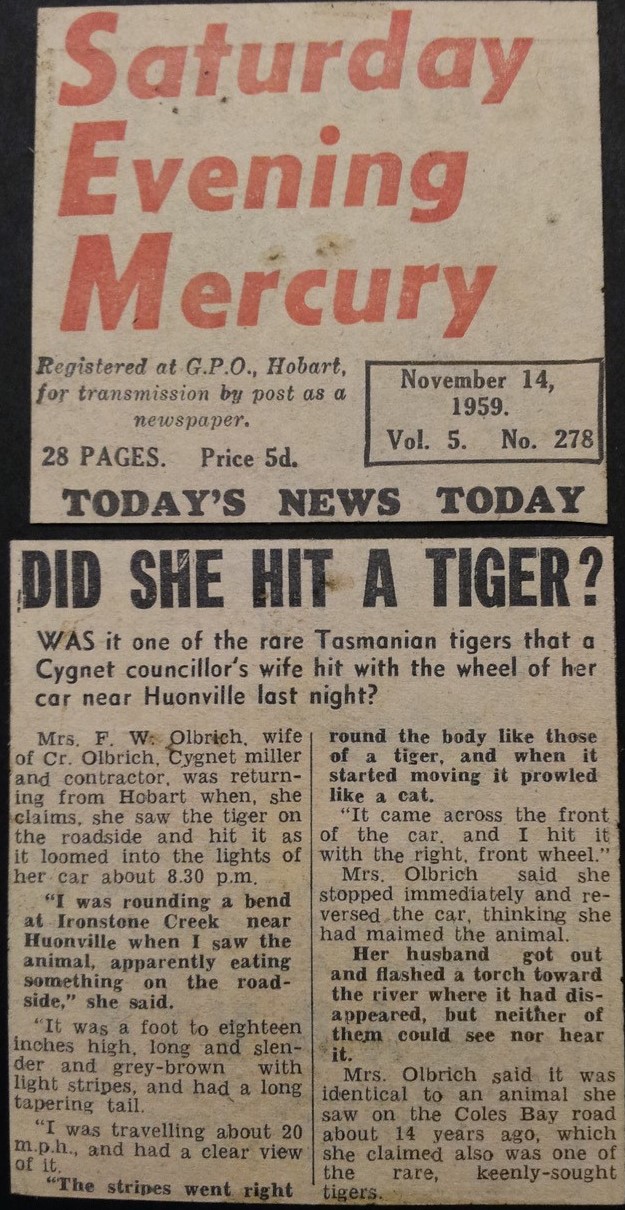 Saturday
Evening
Mercury
Registered at G.P.O., Hobart,
for transmission by post as a
newspaper.
28 PAGES. Price 5d.
November 14,
1959.
Vol. 5. No. 278
TODAY'S NEWS TODAY
DID SHE HIT A TIGER?
WAS it one of the rare Tasmanian tigers that a
Cygnet councillor's wife hit with the wheel of her
car near Huonville last night?
Mrs. F. W. Olbrich, wife
of Cr. Olbrich, Cygnet miller
and contractor, was return-
ing from Hobart when, she
claims, she saw the tiger on
the roadside and hit it as
it loomed into the lights of
her car about 8.30 p.m.
"I was rounding a bend
at Ironstone Creek near
Huonville when I saw the
animal, apparently eating
something on the road-
side," she said.
"It was a foot to eighteen
inches high, long and slen-
der and grey-brown with
light stripes, and had a long
tapering tail.
"I was travelling about 20
m.p.h., and had a clear view
of it.
"The stripes went right
round the body like those
of a tiger, and when it
started moving it prowled
like a cat.
"It came across the front
of the car, and I hit it
with the right, front wheel."
Mrs. Olbrich said she
stopped immediately and re-
versed the car, thinking she
had maimed the animal.
Her husband got out
and flashed a torch toward
the river where it had dis-
appeared, but neither of
them could see nor hear
it.
Mrs. Olbrich said it was
identical to an animal she
saw on the Coles Bay road
about 14 years ago, which
she claimed also was one of
the rare, keenly-sought
tigers.